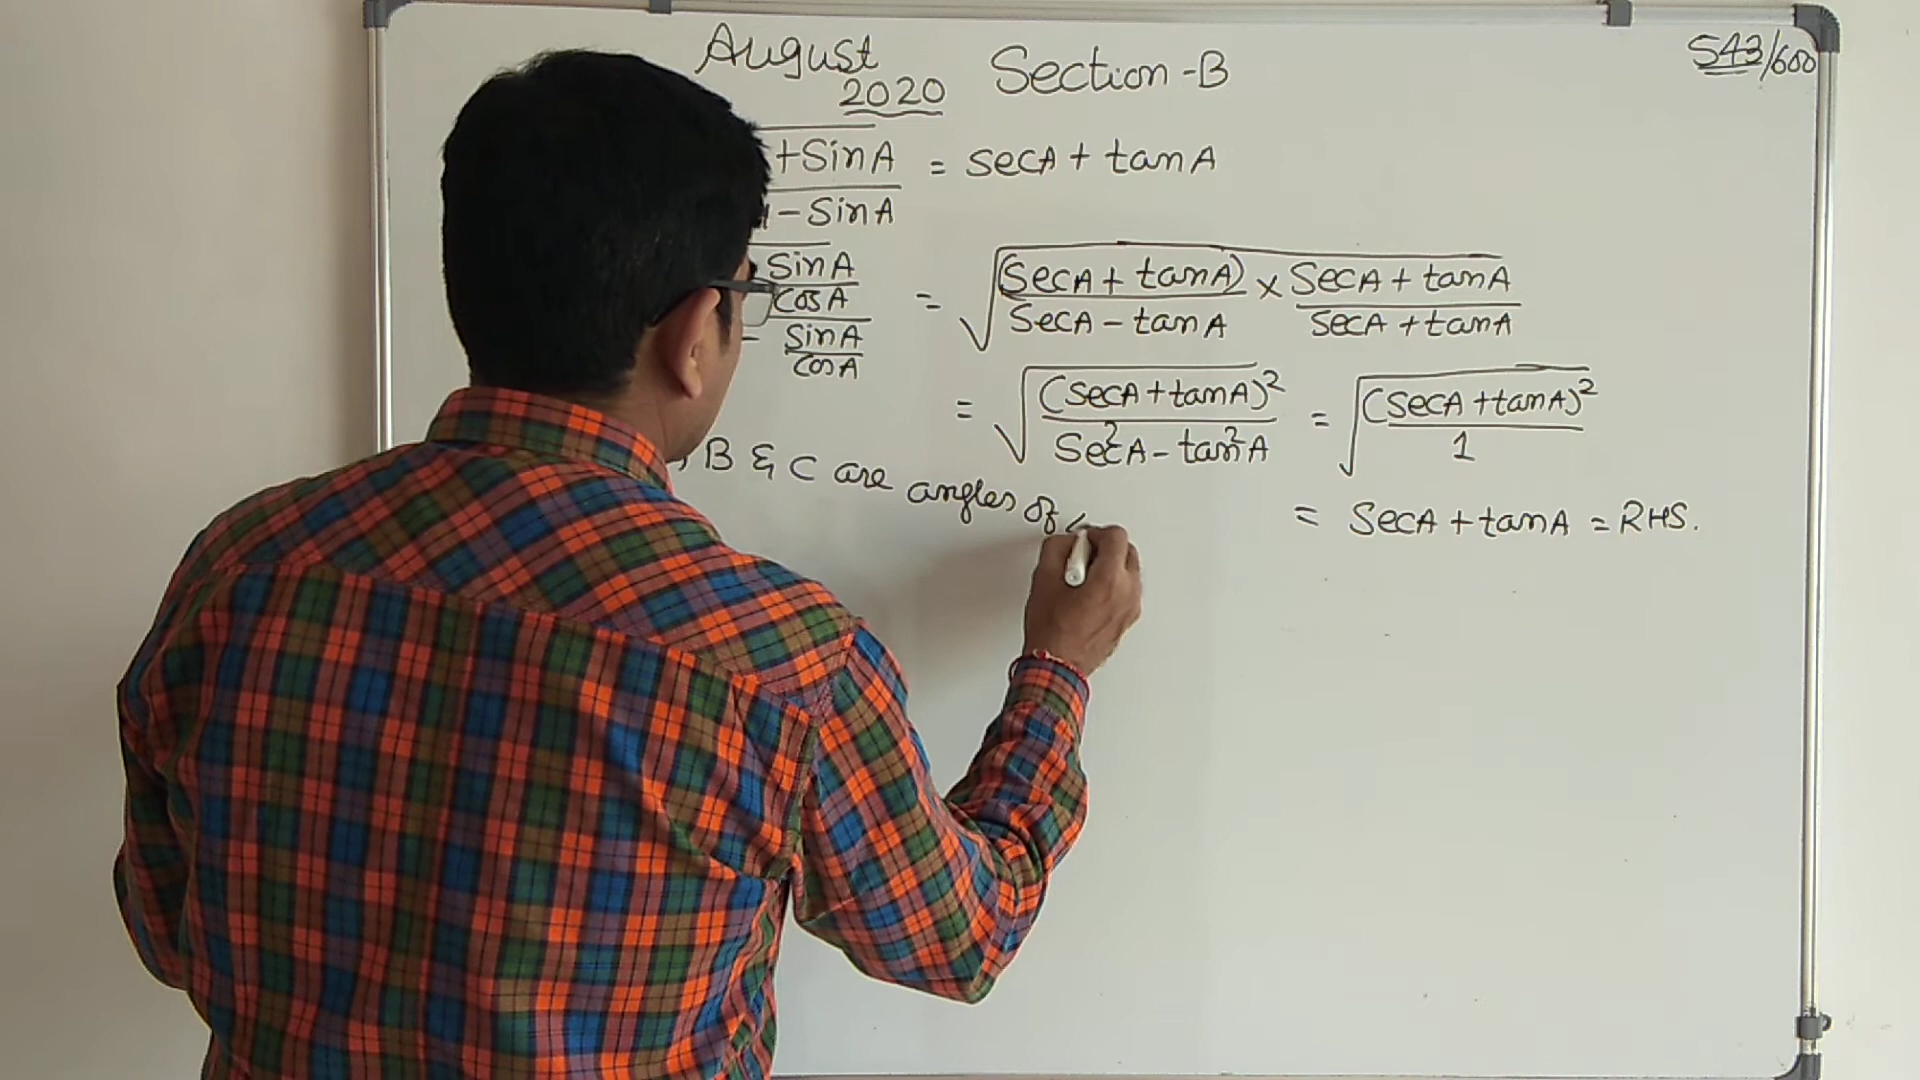 August 2020 Section-B 543/600
+SinA = SecA + tanA
- SinA
SinA
CosA
- SinA
CosA
= √((SecA + tanA) / (SecA - tanA) × (SecA + tanA) / (SecA + tanA))
= √((SecA + tanA)² / (Sec²A - tan²A)) = √((SecA + tanA)² / 1)
, B & C are angles of
= SecA + tanA = RHS.